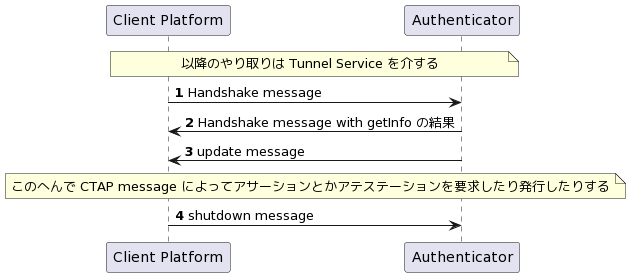 Client Platform Authenticator
以降のやり取りは Tunnel Service を介する
1 Handshake message
2 Handshake message with getInfo の結果
3 update message
このへんで CTAP message によってアサーションとかアテステーションを要求したり発行したりする
4 shutdown message
Client Platform Authenticator